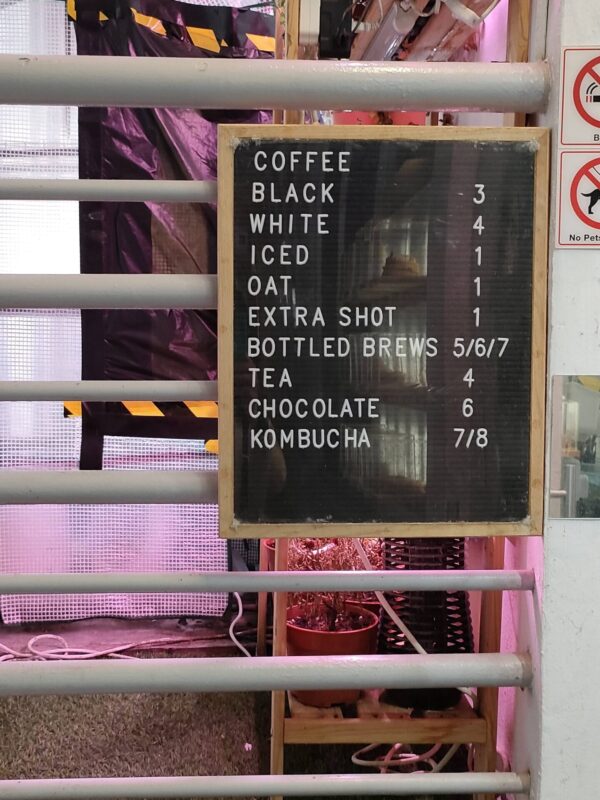 COFFEE
BLACK 3
WHITE 4
ICED 1
OAT 1
EXTRA SHOT 1
BOTTLED BREWS 5/6/7
TEA 4
CHOCOLATE 6
KOMBUCHA 7/8
No Pets